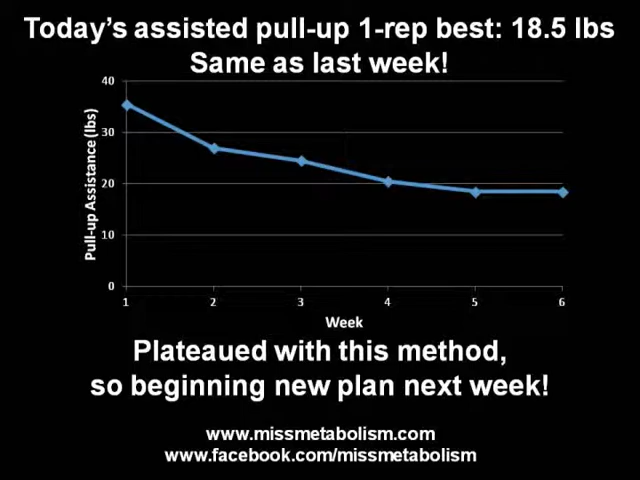 Today's assisted pull-up 1-rep best: 18.5 lbs
Same as last week!
40
30
20
10
0
Pull-up Assistance (lbs)
1 2 3 4 5 6
Week
Plateaued with this method,
so beginning new plan next week!
www.missmetabolism.com
www.facebook.com/missmetabolism